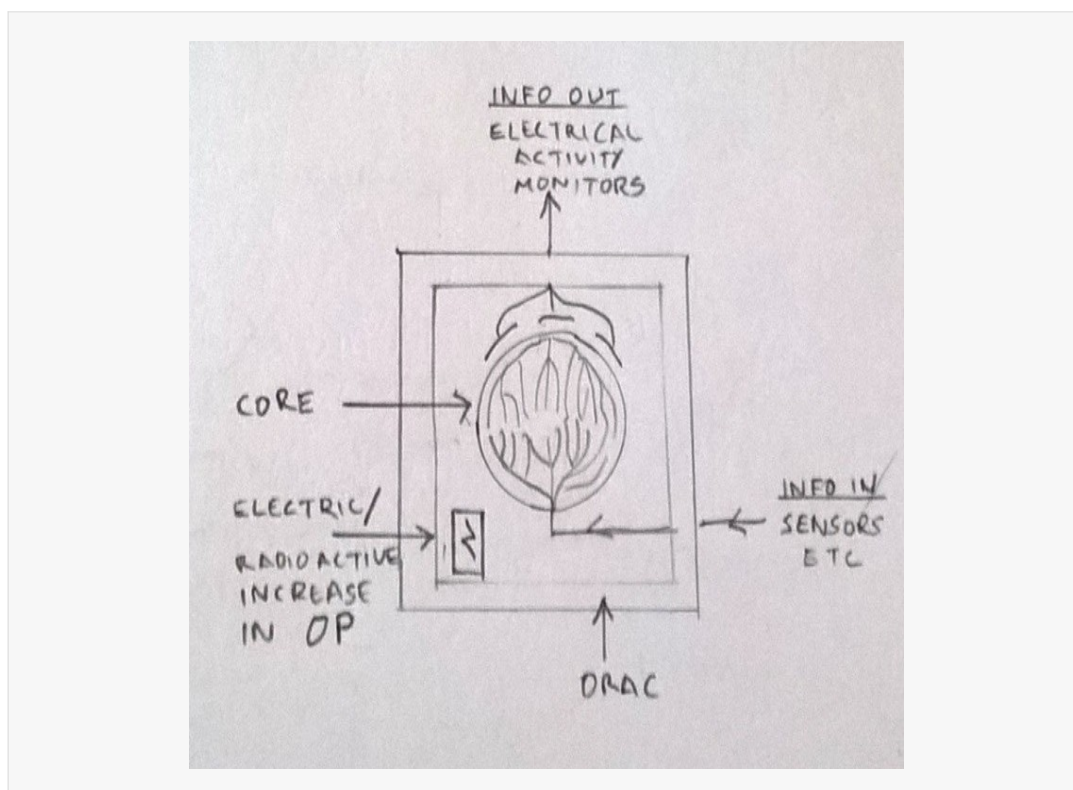 INFO OUT
ELECTRICAL
ACTIVITY
MONITORS
CORE
ELECTRIC/
RADIOACTIVE
INCREASE
IN OP
INFO IN
SENSORS
ETC
ORAC